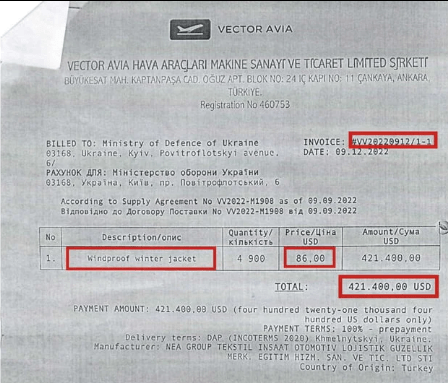 VECTOR AVIA
VECTOR AVIA HAVA ARAÇLARI MAKINE SANAYI VE TICARET LIMITED SIRKETI
BÜYÜKESAT MAH. KAPTANPAŞA CAD. OĞUZ APT. BLOK NO: 24 IÇ KAPI NO: 11 ÇANKAYA, ANKARA,
TÜRKIYE.
Registration No 460753
BILLED TO: Ministry of Defence of Ukraine
INVOICE: #VV20220912/1-1
03168, Ukraine, Kyiv, Povitroflotskyi avenue,
DATE: 09.12.2022
6/
РАХУНОК ДЛЯ: Міністерство оборони України
03168, Україна, Київ, пр. Повітрофлотський, 6
According to Supply Agreement No VV2022-M1908 as of 09.09.2022
Відповідно до Договору Поставки No VV2022-M1908 від 09.09.2022
No Description/опис Quantity/кількість Price/Ціна USD Amount/Сума USD
1. Windproof winter jacket 4 900 86.00 421.400.00
TOTAL: 421.400.00 USD
PAYMENT AMOUNT: 421.400,00 USD (four hundred twenty-one thousand four
hundred US dollars only)
PAYMENT TERMS: 100% - prepayment
Delivery terms: DAP (INCOTERMS 2020) Khmelnytskyi, Ukraine,
Manufacturer: NEA GROUP TEKSTIL INSAAT OTOMOTIV LOJISTIK GUZELLIK
MERK. EGITIM HIZM. SAN. VE TIC. LTD STI
Country of Origin: Turkey